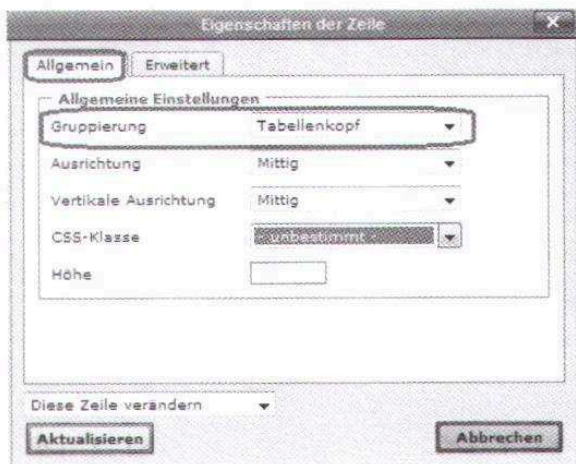 Eigenschaften der Zeile
Allgemein Erweitert
Allgemeine Einstellungen
Gruppierung Tabellenkopf
Ausrichtung Mittig
Vertikale Ausrichtung Mittig
CSS-Klasse - unbestimmt -
Höhe
Diese Zeile verändern
Aktualisieren Abbrechen